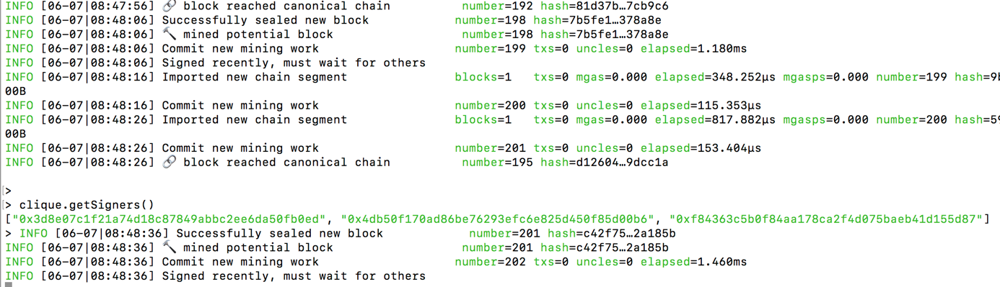 INFO [06-07|08:47:56] 🔗 block reached canonical chain number=192 hash=81d37b…7cb9c6
INFO [06-07|08:48:06] Successfully sealed new block number=198 hash=7b5fe1…378a8e
INFO [06-07|08:48:06] 🔨 mined potential block number=198 hash=7b5fe1…378a8e
INFO [06-07|08:48:06] Commit new mining work number=199 txs=0 uncles=0 elapsed=1.180ms
INFO [06-07|08:48:06] Signed recently, must wait for others
INFO [06-07|08:48:16] Imported new chain segment blocks=1 txs=0 mgas=0.000 elapsed=348.252µs mgasps=0.000 number=199 hash=9
00B
INFO [06-07|08:48:16] Commit new mining work number=200 txs=0 uncles=0 elapsed=115.353µs
INFO [06-07|08:48:26] Imported new chain segment blocks=1 txs=0 mgas=0.000 elapsed=817.882µs mgasps=0.000 number=200 hash=5
00B
INFO [06-07|08:48:26] Commit new mining work number=201 txs=0 uncles=0 elapsed=153.404µs
INFO [06-07|08:48:26] 🔗 block reached canonical chain number=195 hash=d12604…9dcc1a
[>
[> clique.getSigners()
["0x3d8e07c1f21a74d18c87849abbc2ee6da50fb0ed", "0x4db50f170ad86be76293efc6e825d450f85d00b6", "0xf84363c5b0f84aa178ca2f4d075baeb41d155d87"]
> INFO [06-07|08:48:36] Successfully sealed new block number=201 hash=c42f75…2a185b
INFO [06-07|08:48:36] 🔨 mined potential block number=201 hash=c42f75…2a185b
INFO [06-07|08:48:36] Commit new mining work number=202 txs=0 uncles=0 elapsed=1.460ms
INFO [06-07|08:48:36] Signed recently, must wait for others